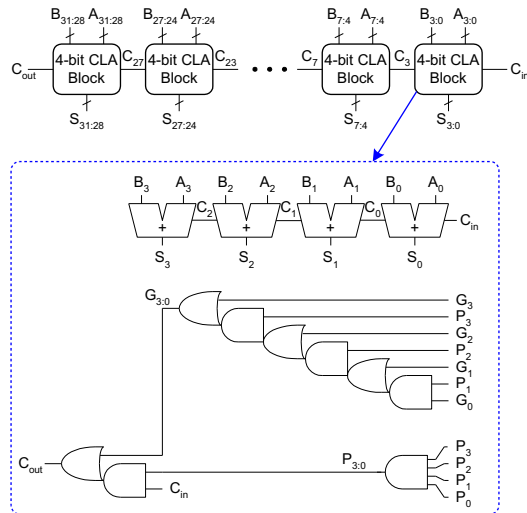 B31:28 A31:28 B27:24 A27:24 B7:4 A7:4 B3:0 A3:0
Cout 4-bit CLA Block C27 4-bit CLA Block C23 • • • C7 4-bit CLA Block C3 4-bit CLA Block Cin
S31:28 S27:24 S7:4 S3:0
B3 A3 B2 A2 B1 A1 B0 A0
+ C2 + C1 + C0 + Cin
S3 S2 S1 S0
G3:0 G3
P3
G2
P2
G1
P1
G0
Cout P3:0 P3
Cin P2
P1
P0